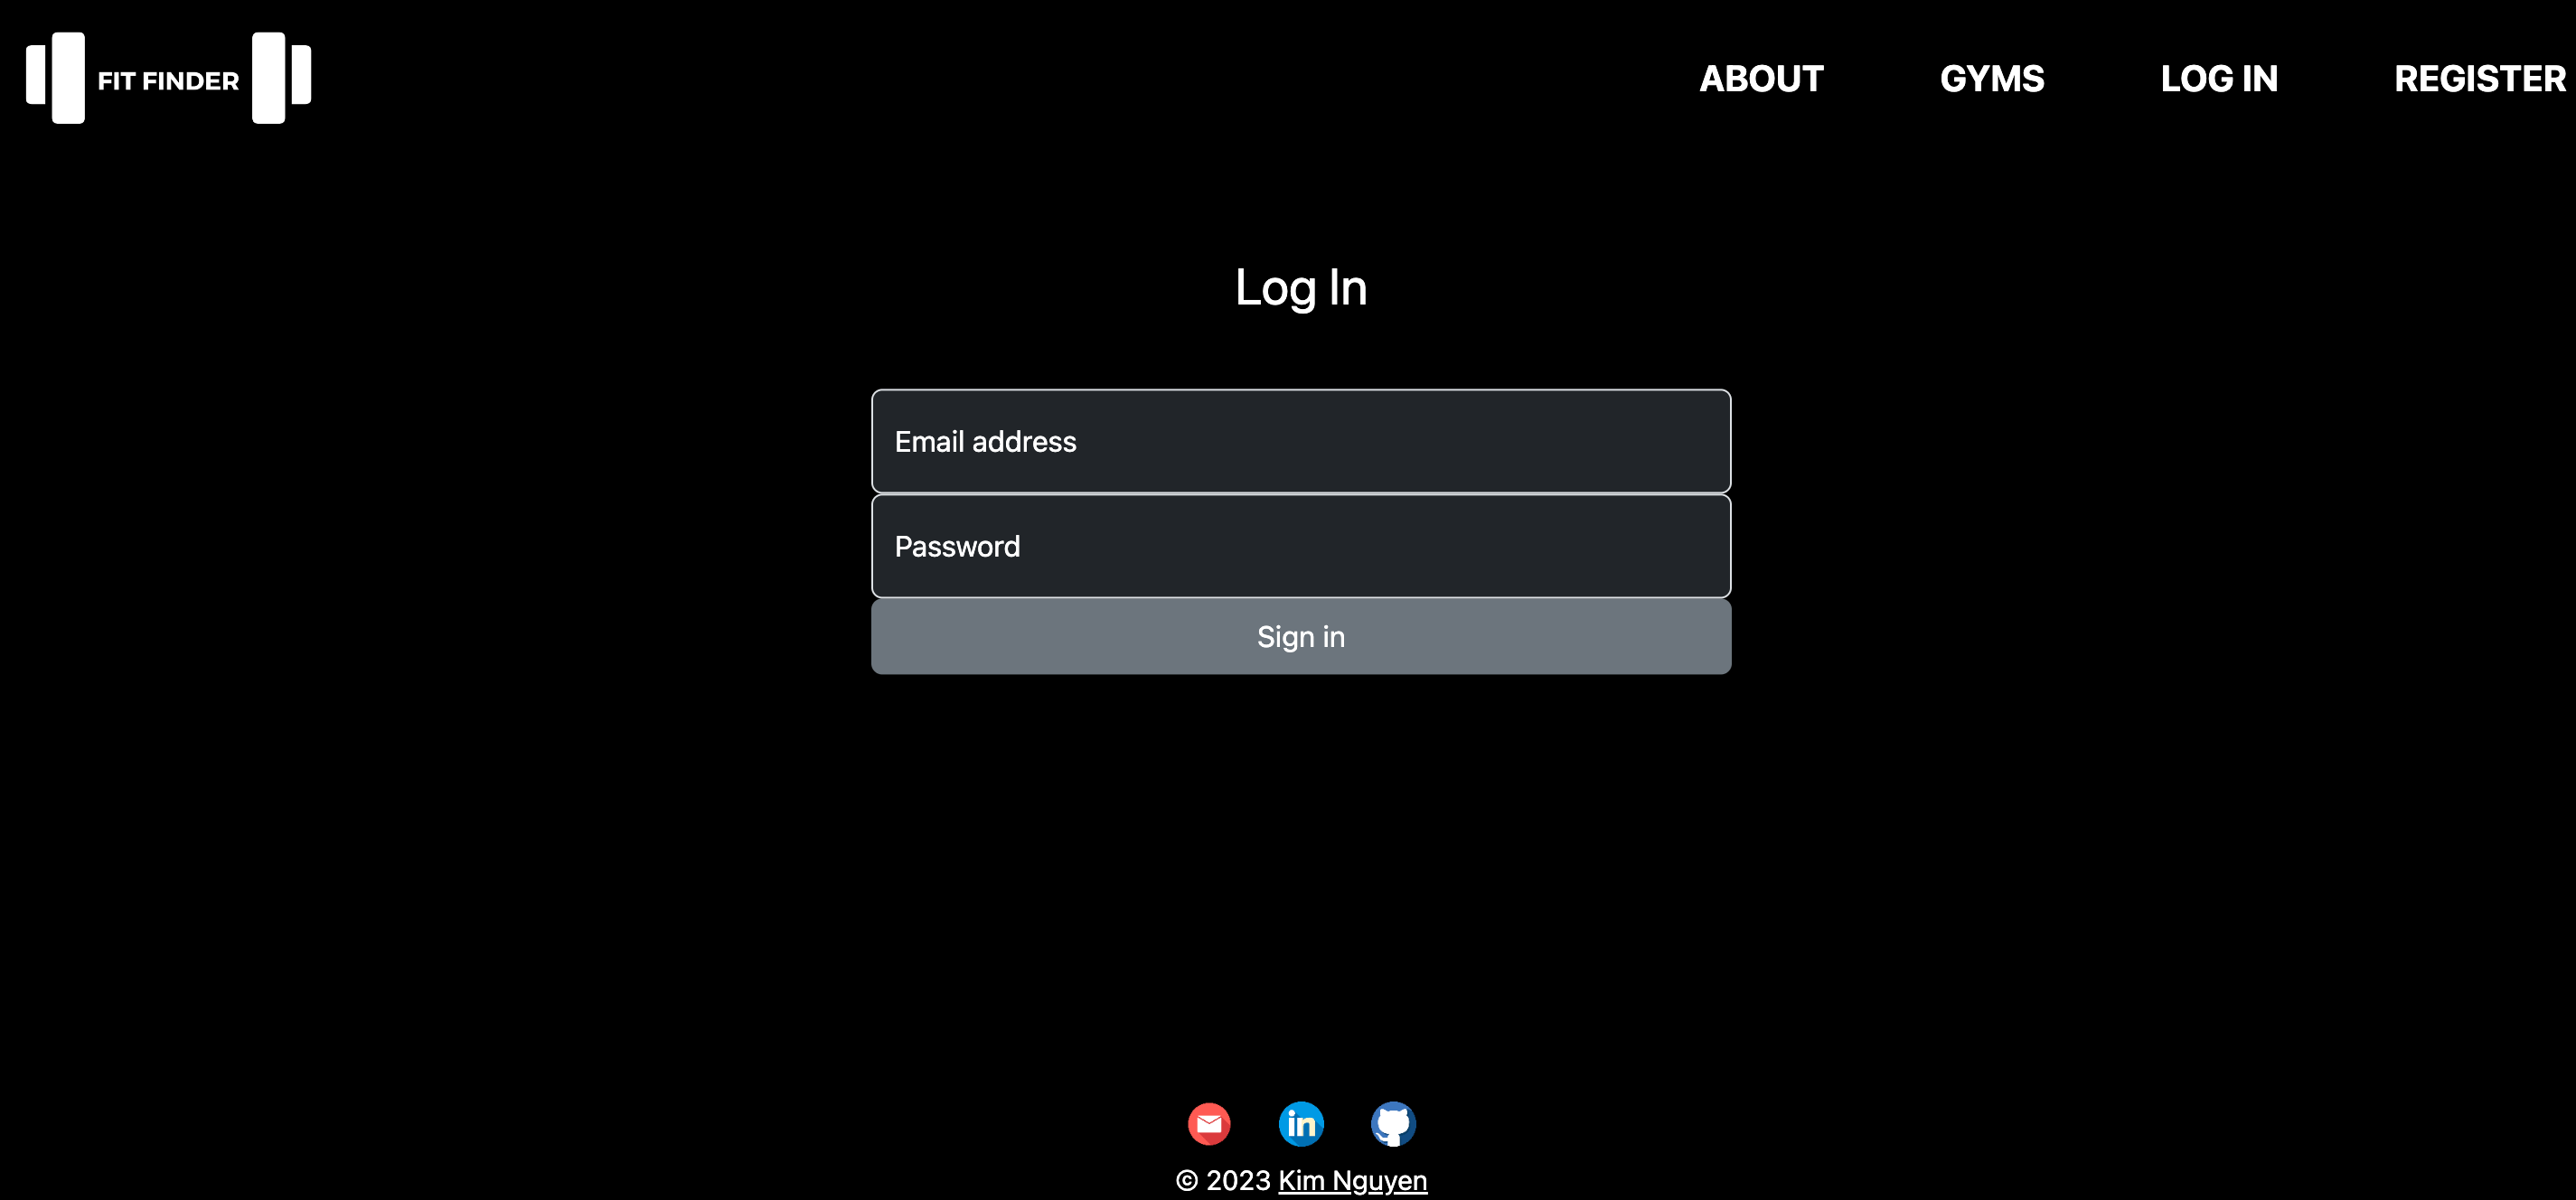 FIT FINDER
ABOUT GYMS LOG IN REGISTER
Log In
Email address
Password
Sign in
in
© 2023 Kim Nguyen